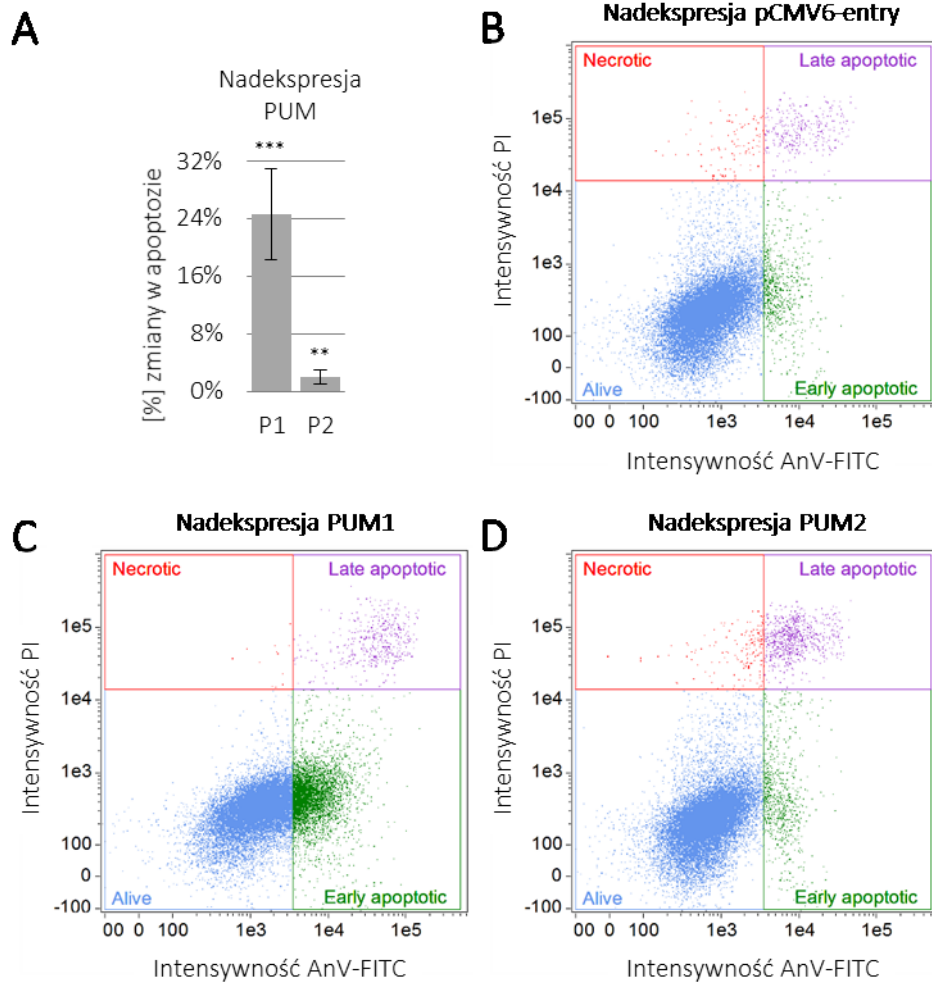 A
Nadekspresja
PUM
[%] zmiany w apoptozie
32%
24%
16%
8%
0%
***
**
P1 P2
B
Nadekspresja pCMV6-entry
Intensywność PI
Necrotic
Late apoptotic
1e5
1e4
1e3
100
0
-100
Alive
Early apoptotic
00 0 100 1e3 1e4 1e5
Intensywność AnV-FITC
C
Nadekspresja PUM1
Intensywność PI
Necrotic
Late apoptotic
1e5
1e4
1e3
100
0
-100
Alive
Early apoptotic
00 0 100 1e3 1e4 1e5
Intensywność AnV-FITC
D
Nadekspresja PUM2
Intensywność PI
Necrotic
Late apoptotic
1e5
1e4
1e3
100
0
-100
Alive
Early apoptotic
00 0 100 1e3 1e4 1e5
Intensywność AnV-FITC